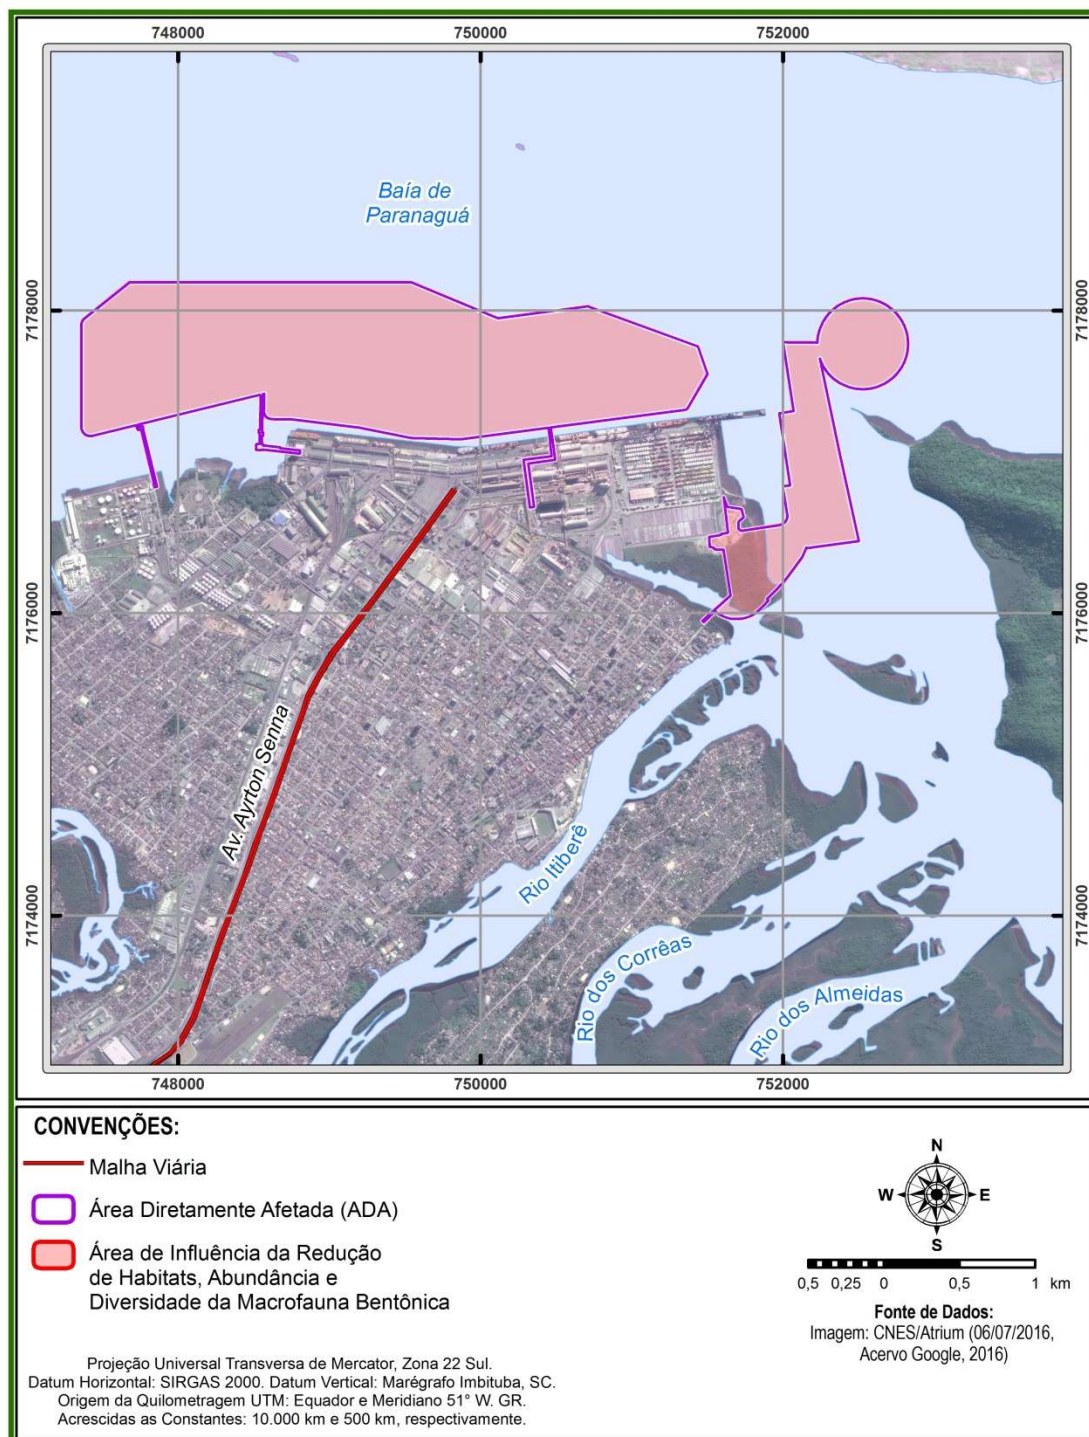 748000
750000
752000
Baía de
Paranaguá
7178000
7178000
7176000
7176000
Av. Ayrton Senna
Rio Itiberê
7174000
7174000
Rio dos Corrêas
Rio dos Almeidas
748000
750000
752000
CONVENÇÕES:
Malha Viária
Área Diretamente Afetada (ADA)
Área de Influência da Redução
de Habitats, Abundância e
Diversidade da Macrofauna Bentônica
N
W
E
S
0,5 0,25 0 0,5 1 km
Fonte de Dados:
Imagem: CNES/Atrium (06/07/2016,
Acervo Google, 2016)
Projeção Universal Transversa de Mercator, Zona 22 Sul.
Datum Horizontal: SIRGAS 2000. Datum Vertical: Marégrafo Imbituba, SC.
Origem da Quilometragem UTM: Equador e Meridiano 51° W. GR.
Acrescidas as Constantes: 10.000 km e 500 km, respectivamente.